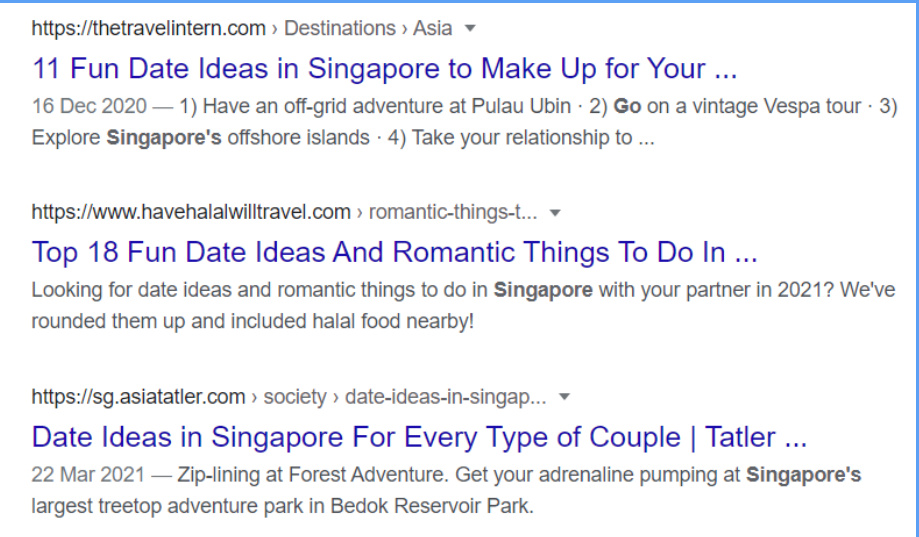 https://thetravelintern.com › Destinations › Asia
11 Fun Date Ideas in Singapore to Make Up for Your ...
16 Dec 2020 — 1) Have an off-grid adventure at Pulau Ubin · 2) Go on a vintage Vespa tour · 3)
Explore Singapore's offshore islands · 4) Take your relationship to ...
https://www.havehalalwilltravel.com › romantic-things-t...
Top 18 Fun Date Ideas And Romantic Things To Do In ...
Looking for date ideas and romantic things to do in Singapore with your partner in 2021? We've
rounded them up and included halal food nearby!
https://sg.asiatatler.com › society › date-ideas-in-singap...
Date Ideas in Singapore For Every Type of Couple | Tatler ...
22 Mar 2021 — Zip-lining at Forest Adventure. Get your adrenaline pumping at Singapore's
largest treetop adventure park in Bedok Reservoir Park.